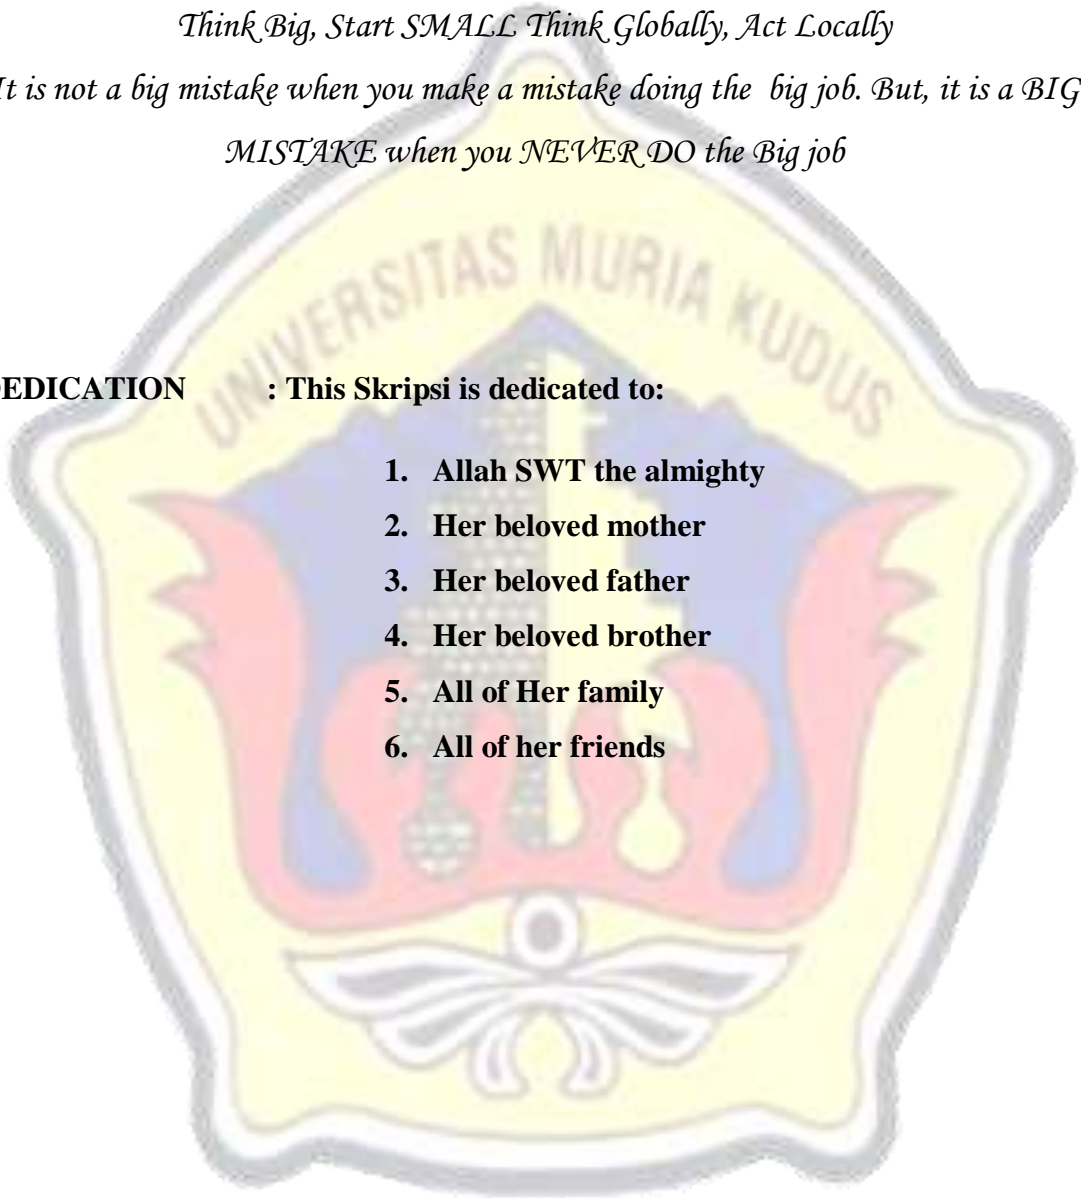 Think Big, Start SMALL Think Globally, Act Locally
It is not a big mistake when you make a mistake doing the big job. But, it is a BIG
MISTAKE when you NEVER DO the Big job
UNIVERSITAS MURIA KUDUS
DEDICATION : This Skripsi is dedicated to:
1. Allah SWT the almighty
2. Her beloved mother
3. Her beloved father
4. Her beloved brother
5. All of Her family
6. All of her friends